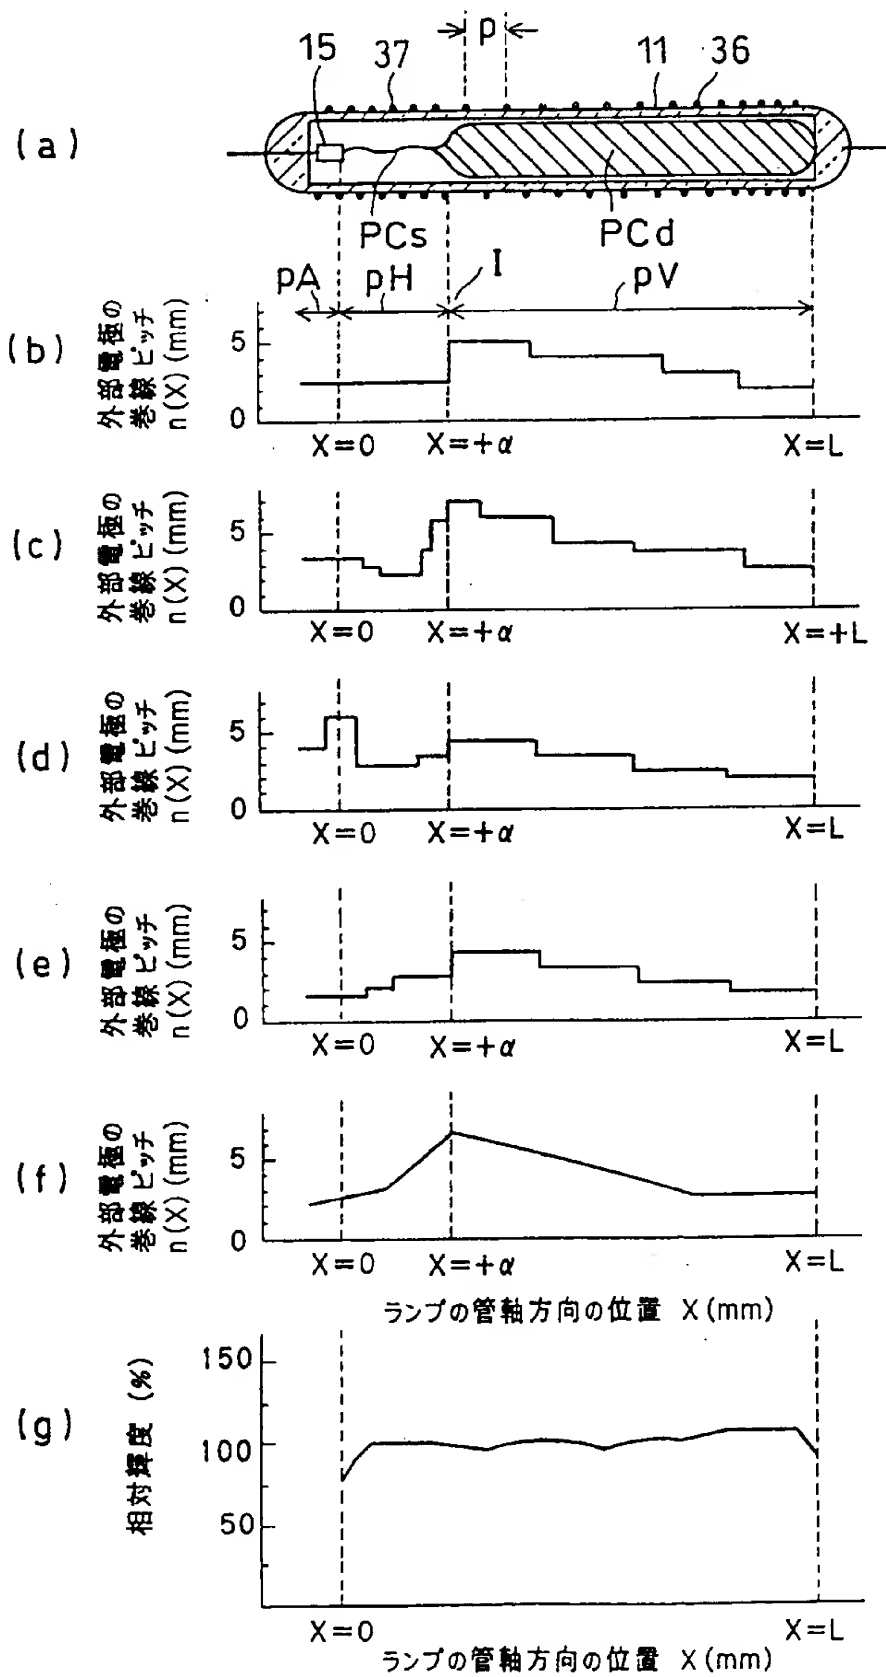 p
15 37 11 36
(a)
PCs PCd
pA pH I pV
(b)
外部電極の
巻線ピッチ
n(X)(mm)
5
0
X=0 X=+α X=L
(c)
外部電極の
巻線ピッチ
n(X)(mm)
5
0
X=0 X=+α X=+L
(d)
外部電極の
巻線ピッチ
n(X)(mm)
5
0
X=0 X=+α X=L
(e)
外部電極の
巻線ピッチ
n(X)(mm)
5
0
X=0 X=+α X=L
(f)
外部電極の
巻線ピッチ
n(X)(mm)
5
0
X=0 X=+α X=L
ランプの管軸方向の位置 X(mm)
(g)
相対輝度 (%)
150
100
50
X=0 X=L
ランプの管軸方向の位置 X(mm)